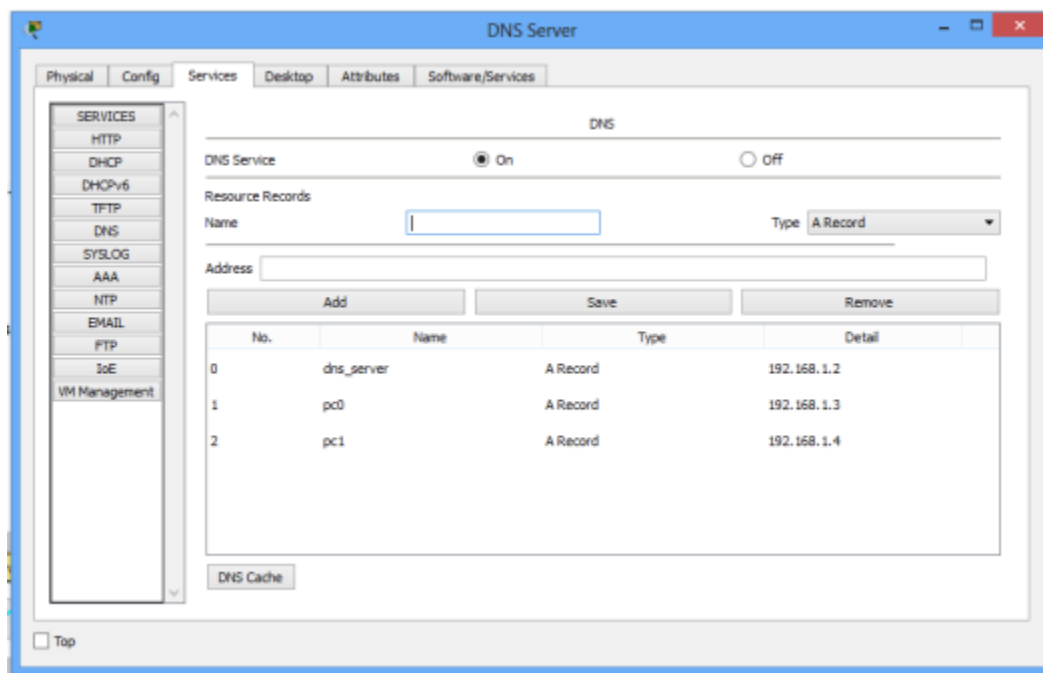 DNS Server
Physical Config Services Desktop Attributes Software/Services
SERVICES
HTTP
DHCP
DHCPv6
TFTP
DNS
SYSLOG
AAA
NTP
EMAIL
FTP
IoE
VM Management
DNS
DNS Service On Off
Resource Records
Name Type A Record
Address
Add Save Remove
No. Name Type Detail
0 dns_server A Record 192.168.1.2
1 pc0 A Record 192.168.1.3
2 pc1 A Record 192.168.1.4
DNS Cache
Top